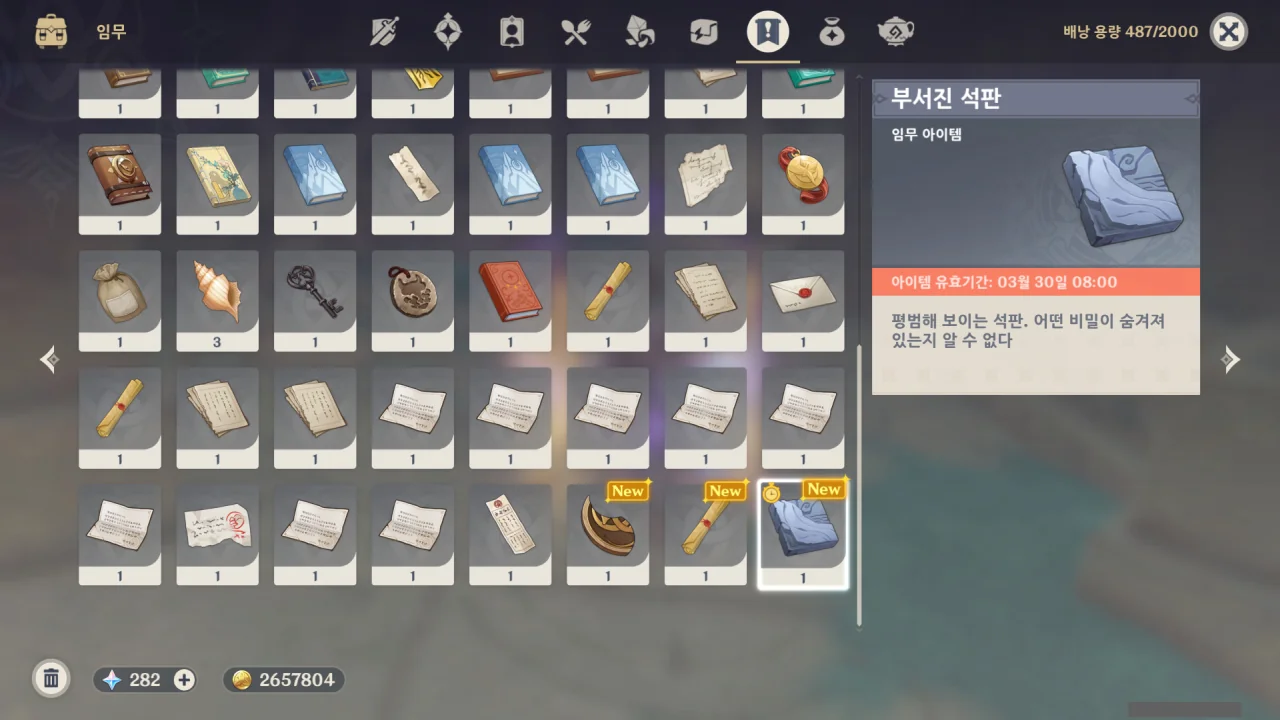 임무
배낭 용량 487/2000
1 1 1 1 1 1 1 1
1 1 1 1 1 1 1 1
1 3 1 1 1 1 1 1
1 1 1 1 1 1 1 1
New New New
1 1 1 1 1 1 1 1
부서진 석판
임무 아이템
아이템 유효기간: 03월 30일 08:00
평범해 보이는 석판. 어떤 비밀이 숨겨져
있는지 알 수 없다
282 2657804